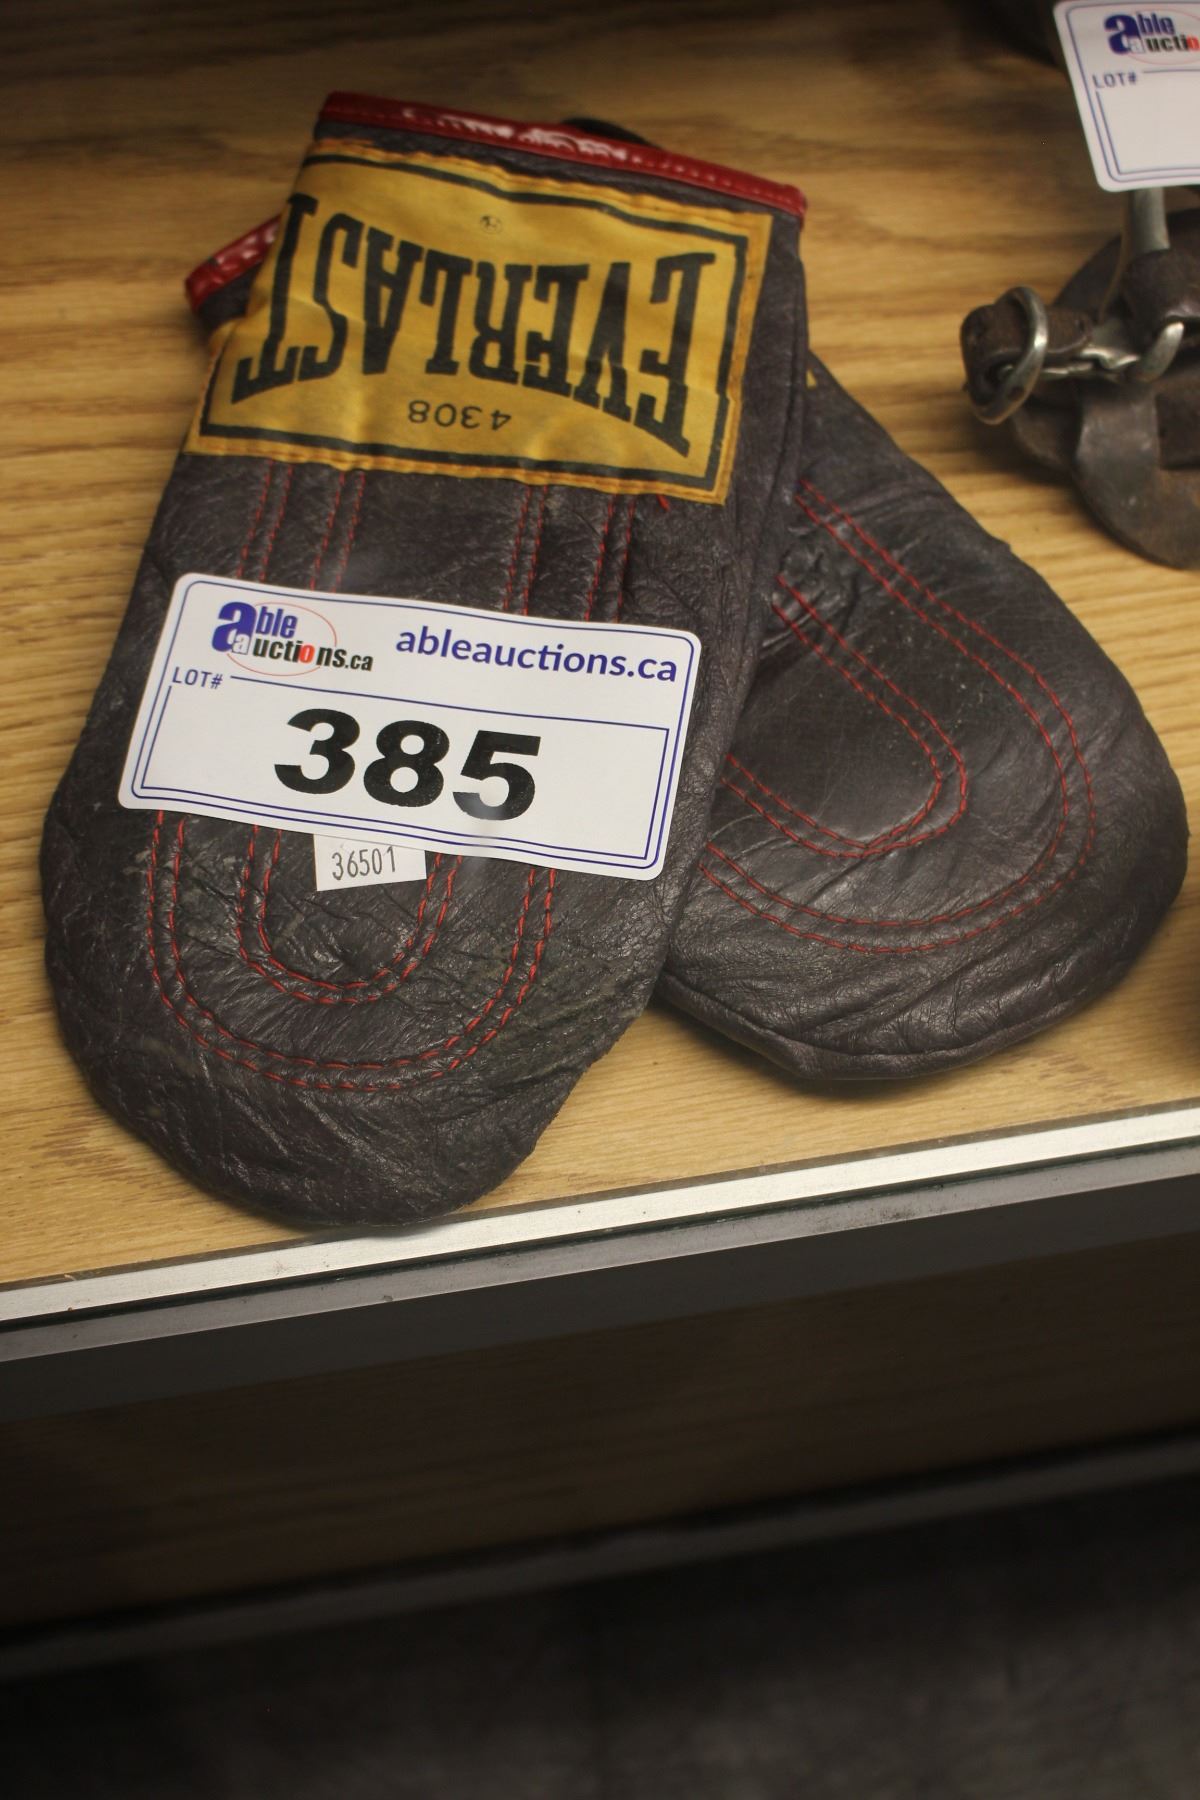 EVERLAST
4308
able auctions.ca
ableauctions.ca
LOT#
385
36501
able auctio
LOT#